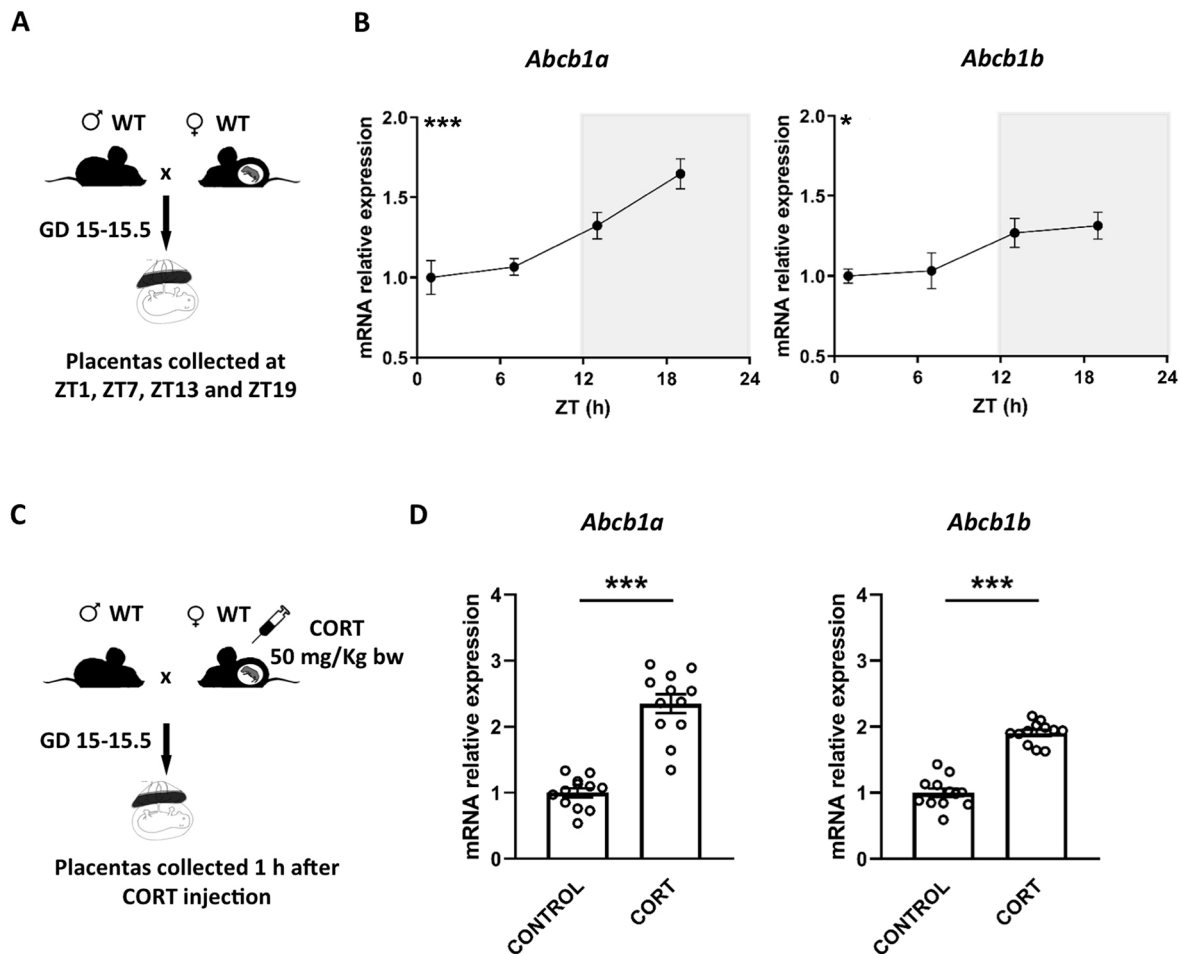 A
♂ WT ♀ WT
x
GD 15-15.5
Placentas collected at
ZT1, ZT7, ZT13 and ZT19
B
Abcb1a
mRNA relative expression
2.0
1.5
1.0
0.5
***
0 6 12 18 24
ZT (h)
Abcb1b
mRNA relative expression
2.0
1.5
1.0
0.5
*
0 6 12 18 24
ZT (h)
C
♂ WT ♀ WT
CORT
50 mg/Kg bw
x
GD 15-15.5
Placentas collected 1 h after
CORT injection
D
Abcb1a
mRNA relative expression
4
3
2
1
0
***
CONTROL
CORT
Abcb1b
mRNA relative expression
4
3
2
1
0
***
CONTROL
CORT